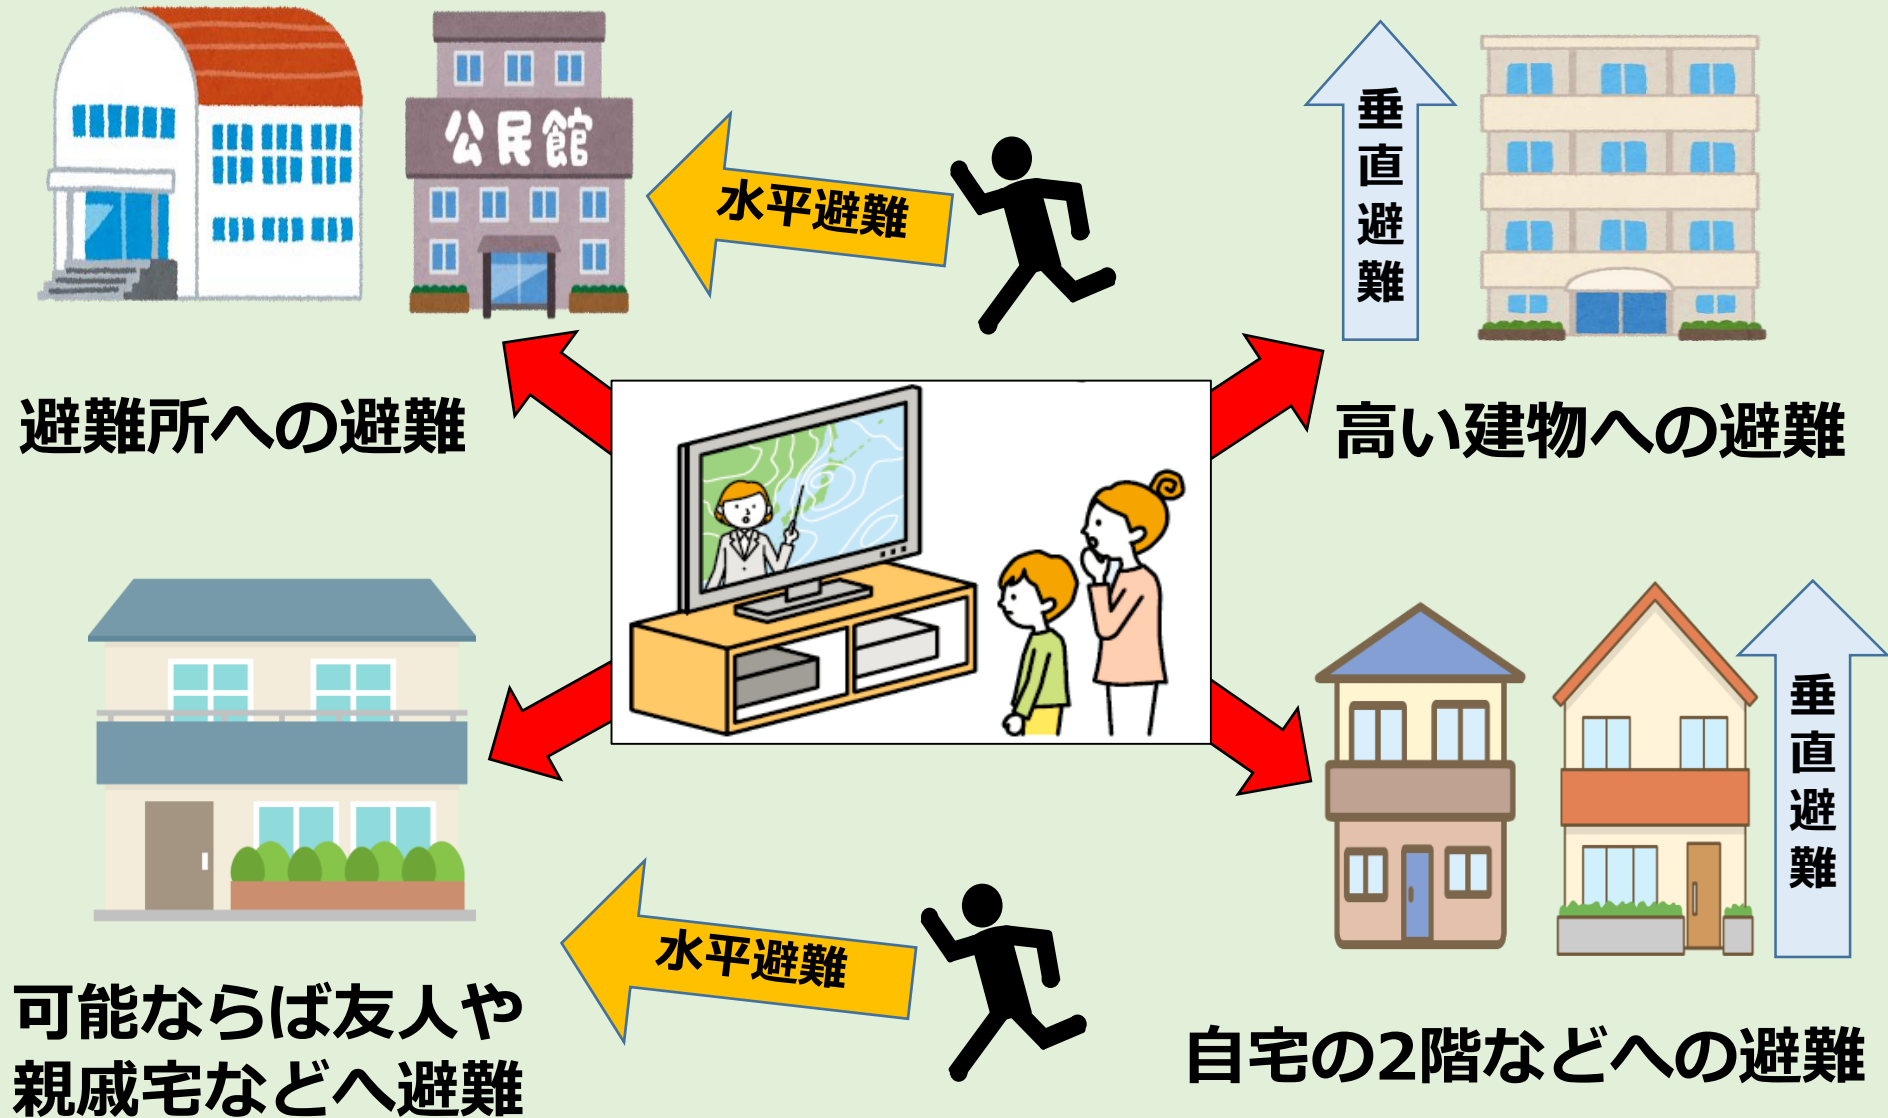 公民館
水平避難
垂直避難
避難所への避難
高い建物への避難
垂直避難
水平避難
可能ならば友人や
親戚宅などへ避難
自宅の2階などへの避難